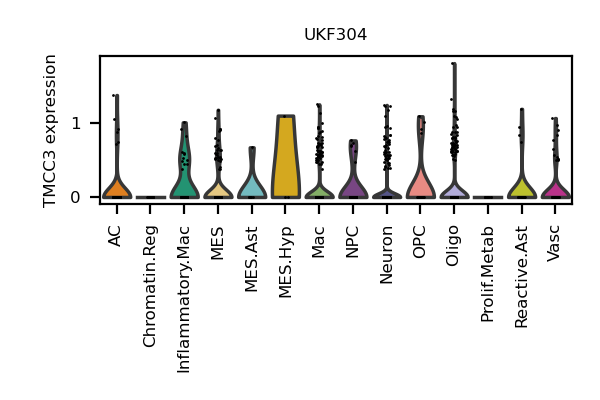 UKF304
TMCC3 expression
1
0
AC
Chromatin.Reg
Inflammatory.Mac
MES
MES.Ast
MES.Hyp
Mac
NPC
Neuron
OPC
Oligo
Prolif.Metab
Reactive.Ast
Vasc